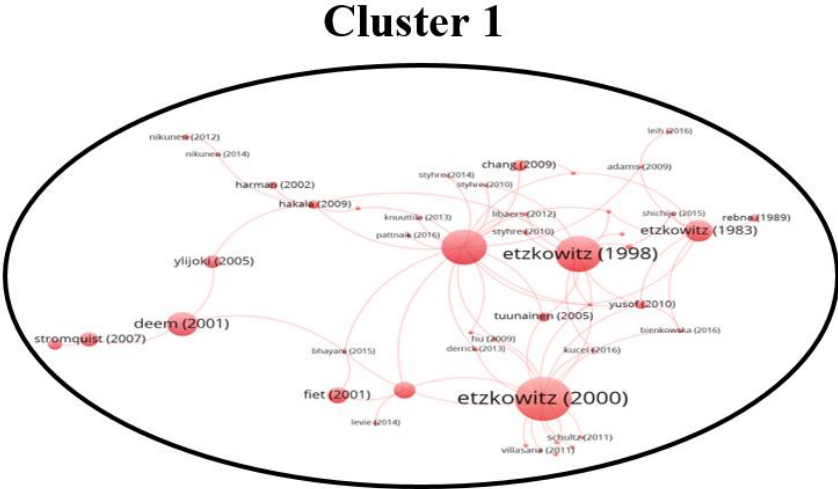 Cluster 1
leih (2016)
nikunen (2012)
nikunen (2014)
chang (2009)
adams (2009)
styhre (2014)
styhre (2010)
harman (2002)
hakala (2009)
knuuttila (2013)
libaers (2012)
shichijo (2015)
rebne (1989)
pattnaik (2016)
styhre (2010)
etzkowitz (1983)
etzkowitz (1998)
ylijoki (2005)
yusof (2010)
tuunainen (2005)
deem (2001)
bienkowska (2016)
stromquist (2007)
hu (2009)
derrick (2013)
kucei (2016)
bhayani (2015)
fiet (2001)
etzkowitz (2000)
levie (2014)
schultz (2011)
villasana (2011)